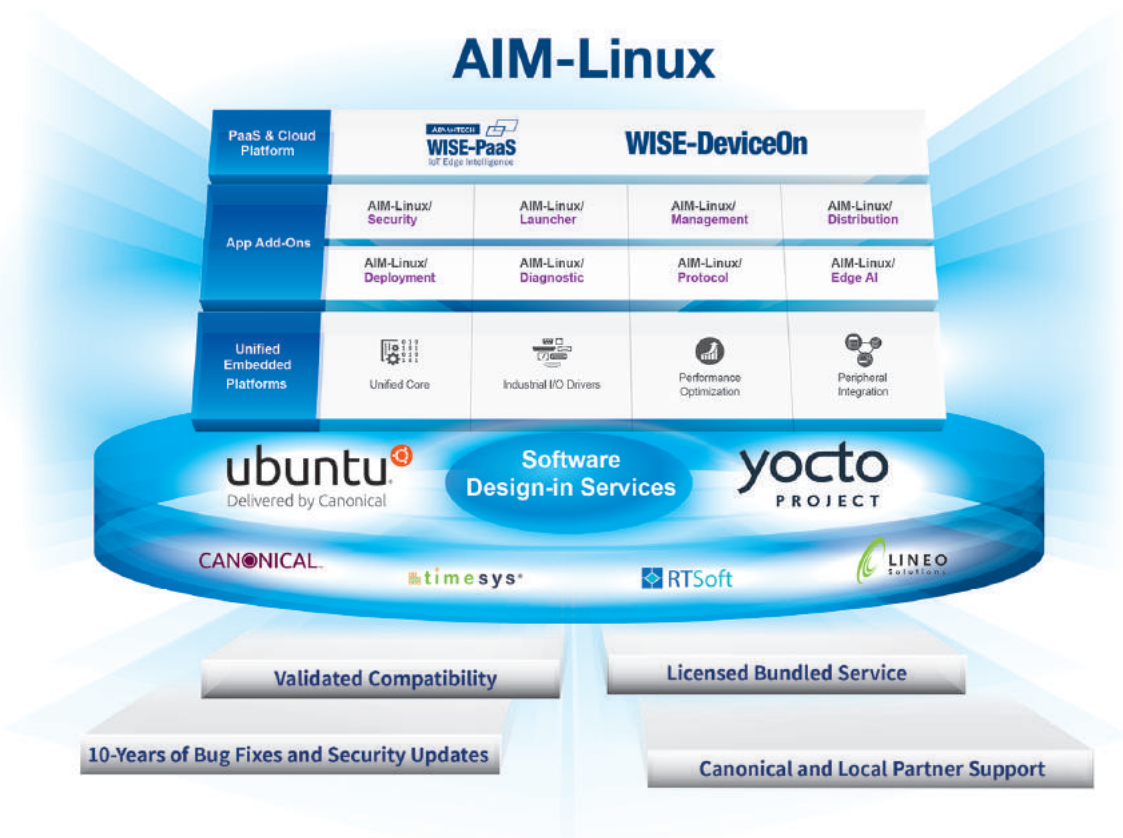 AIM-Linux
PaaS & Cloud
Platform
ADVANTECH
WISE-PaaS
IoT Edge Intelligence
WISE-DeviceOn
App Add-Ons
AIM-Linux/
Security
AIM-Linux/
Launcher
AIM-Linux/
Management
AIM-Linux/
Distribution
AIM-Linux/
Deployment
AIM-Linux/
Diagnostic
AIM-Linux/
Protocol
AIM-Linux/
Edge AI
Unified
Embedded
Platforms
Unified Core
Industrial I/O Drivers
Performance
Optimization
Peripheral
Integration
ubuntu
Delivered by Canonical
Software
Design-in Services
yocto
PROJECT
CANONICAL
timesys
RTSoft
LINEO
Solutions
Validated Compatibility
Licensed Bundled Service
10-Years of Bug Fixes and Security Updates
Canonical and Local Partner Support